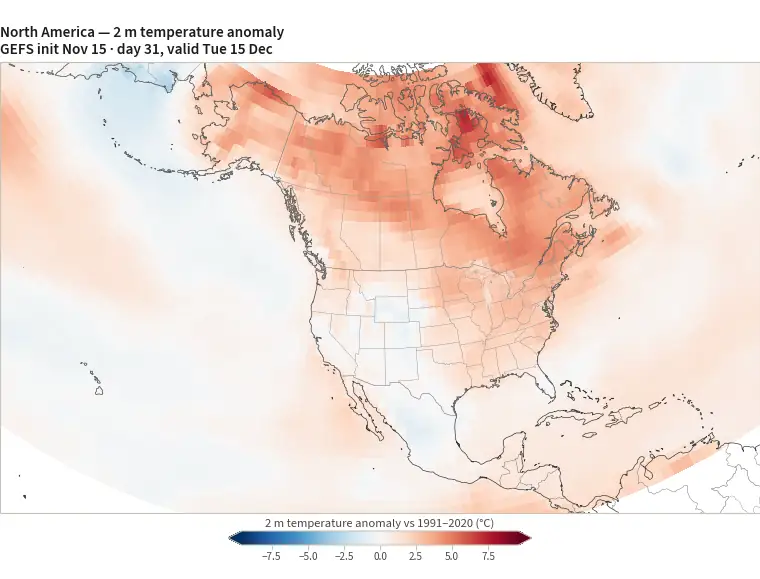 North America — 2 m temperature anomaly
GEFS init Nov 15 · day 31, valid Tue 15 Dec
2 m temperature anomaly vs 1991–2020 (°C)
−7.5 −5.0 −2.5 0.0 2.5 5.0 7.5